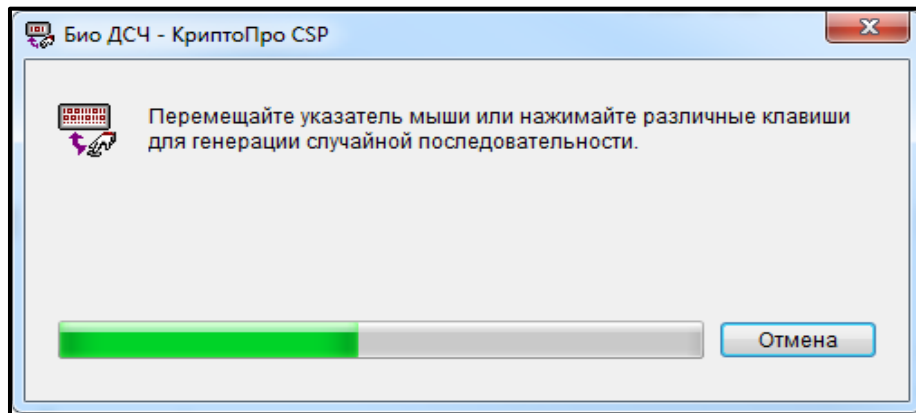 Био ДСЧ - КриптоПро CSP
Перемещайте указатель мыши или нажимайте различные клавиши
для генерации случайной последовательности.
Отмена